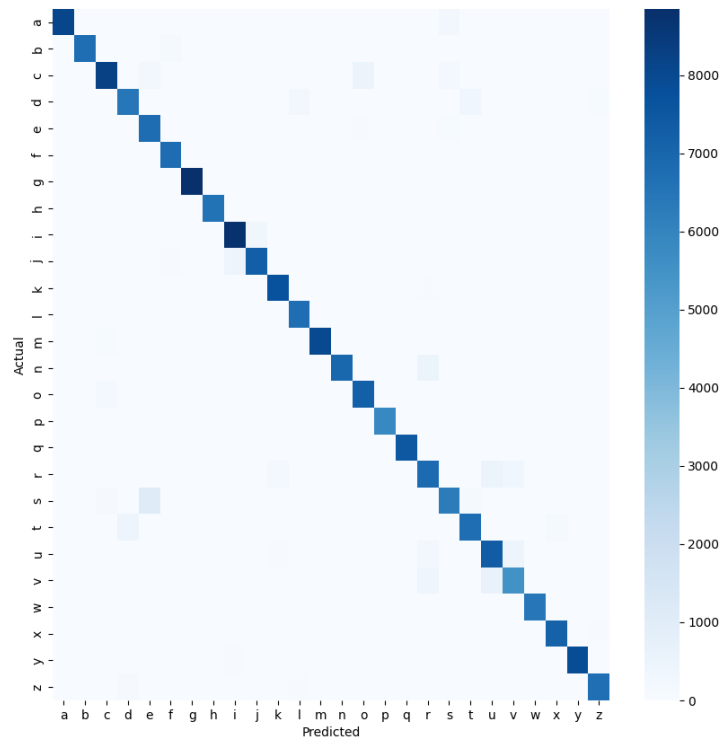 Actual
a
b
c
d
e
f
g
h
i
j
k
l
m
n
o
p
q
r
s
t
u
v
w
x
y
z
a b c d e f g h i j k l m n o p q r s t u v w x y z
Predicted
8000
7000
6000
5000
4000
3000
2000
1000
0